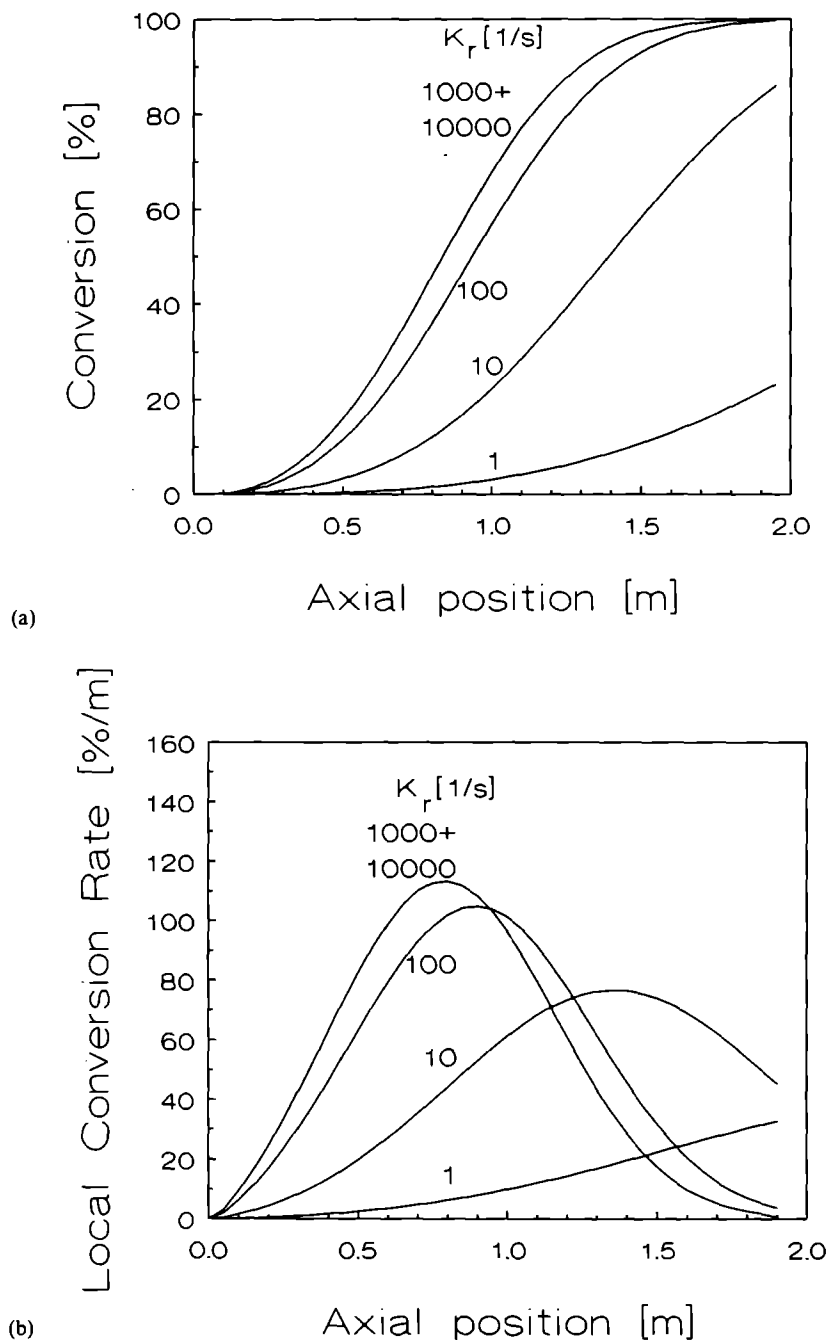 100
80
60
40
20
0
Conversion [%]
K_r [1/s]
1000+
10000
100
10
1
0.0 0.5 1.0 1.5 2.0
Axial position [m]
(a)
160
140
120
100
80
60
40
20
0
Local Conversion Rate [%/m]
K_r [1/s]
1000+
10000
100
10
1
0.0 0.5 1.0 1.5 2.0
Axial position [m]
(b)